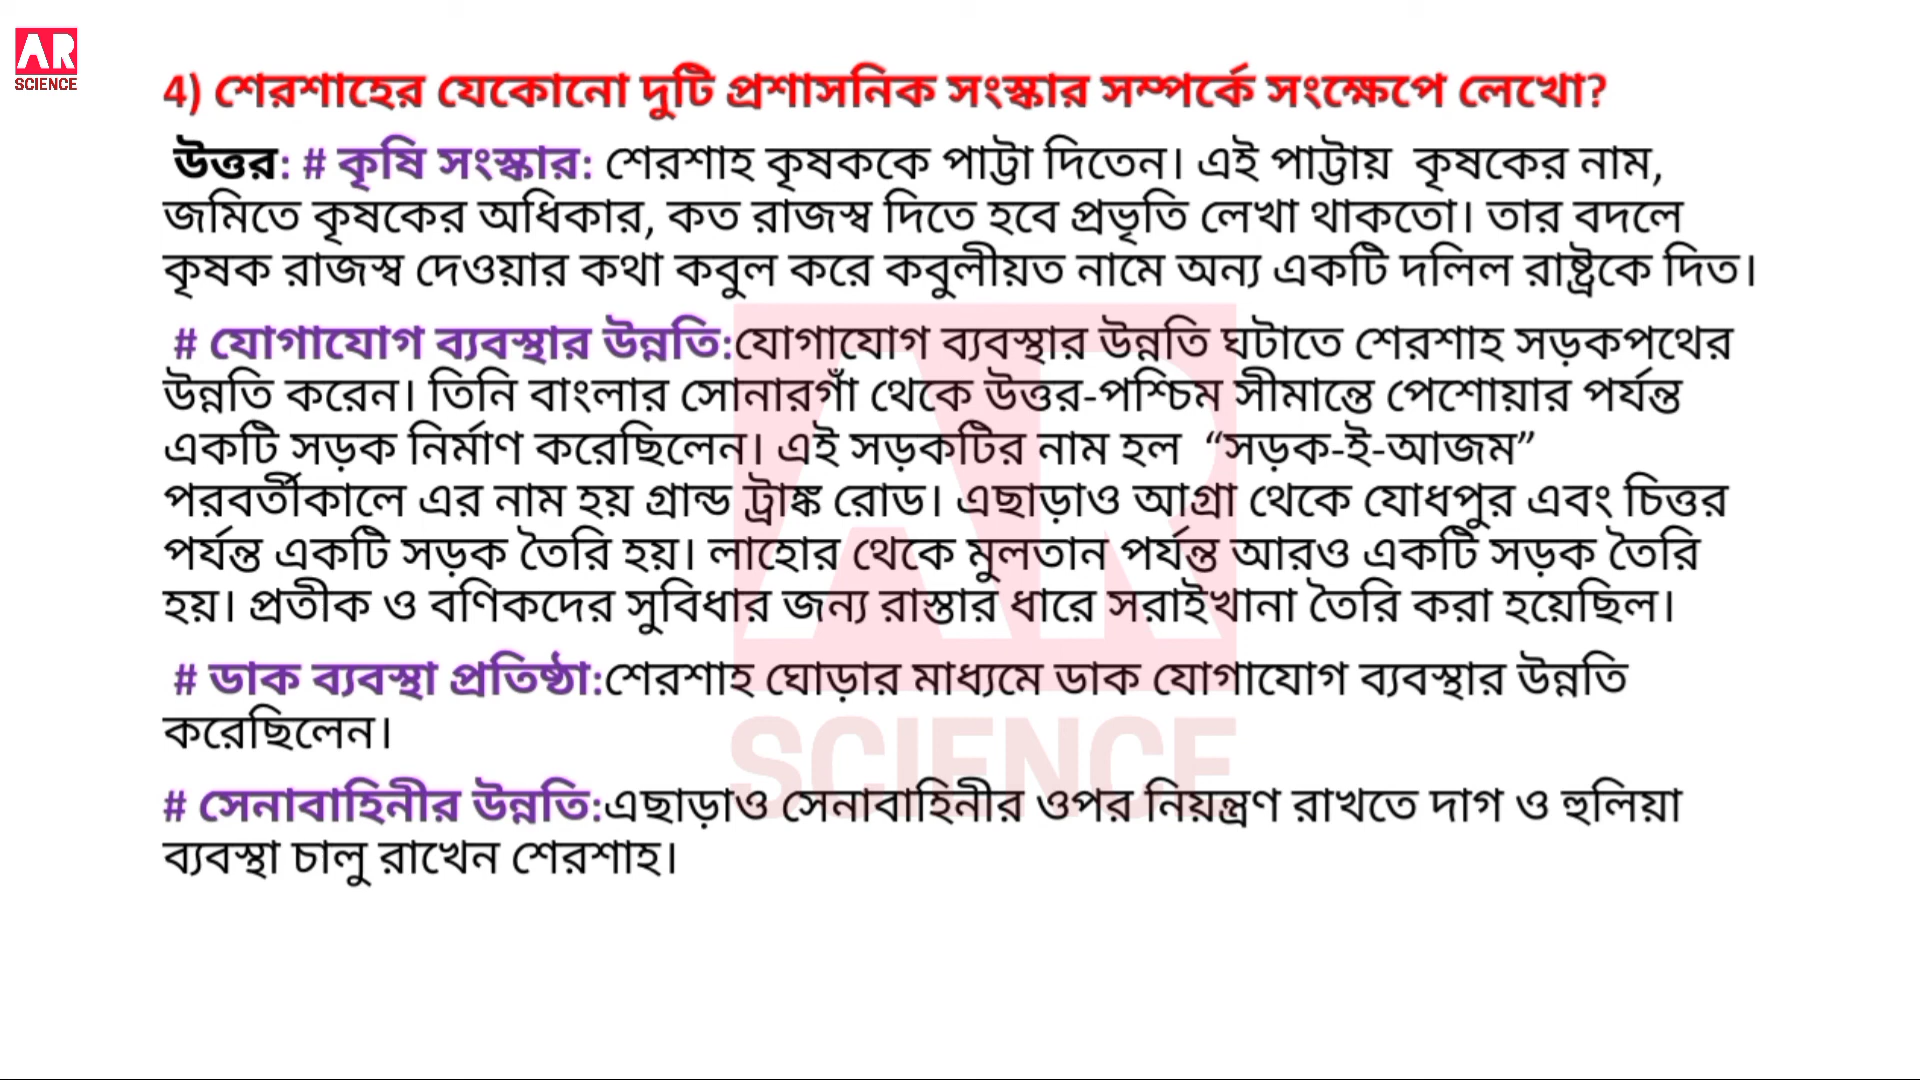 AR
SCIENCE
4) শেরশাহের যেকোনো দুটি প্রশাসনিক সংস্কার সম্পর্কে সংক্ষেপে লেখো?
উত্তর: # কৃষি সংস্কার: শেরশাহ কৃষককে পাট্টা দিতেন। এই পাট্টায় কৃষকের নাম,
জমিতে কৃষকের অধিকার, কত রাজস্ব দিতে হবে প্রভৃতি লেখা থাকতো। তার বদলে
কৃষক রাজস্ব দেওয়ার কথা কবুল করে কবুলীয়ত নামে অন্য একটি দলিল রাষ্ট্রকে দিত।
# যোগাযোগ ব্যবস্থার উন্নতি:যোগাযোগ ব্যবস্থার উন্নতি ঘটাতে শেরশাহ সড়কপথের
উন্নতি করেন। তিনি বাংলার সোনারগাঁ থেকে উত্তর-পশ্চিম সীমান্তে পেশোয়ার পর্যন্ত
একটি সড়ক নির্মাণ করেছিলেন। এই সড়কটির নাম হল “সড়ক-ই-আজম”
পরবর্তীকালে এর নাম হয় গ্রান্ড ট্রাঙ্ক রোড। এছাড়াও আগ্রা থেকে যোধপুর এবং চিত্তর
পর্যন্ত একটি সড়ক তৈরি হয়। লাহোর থেকে মুলতান পর্যন্ত আরও একটি সড়ক তৈরি
হয়। প্রতীক ও বণিকদের সুবিধার জন্য রাস্তার ধারে সরাইখানা তৈরি করা হয়েছিল।
# ডাক ব্যবস্থা প্রতিষ্ঠা:শেরশাহ ঘোড়ার মাধ্যমে ডাক যোগাযোগ ব্যবস্থার উন্নতি
করেছিলেন।
# সেনাবাহিনীর উন্নতি:এছাড়াও সেনাবাহিনীর ওপর নিয়ন্ত্রণ রাখতে দাগ ও হুলিয়া
ব্যবস্থা চালু রাখেন শেরশাহ।
AR
SCIENCE